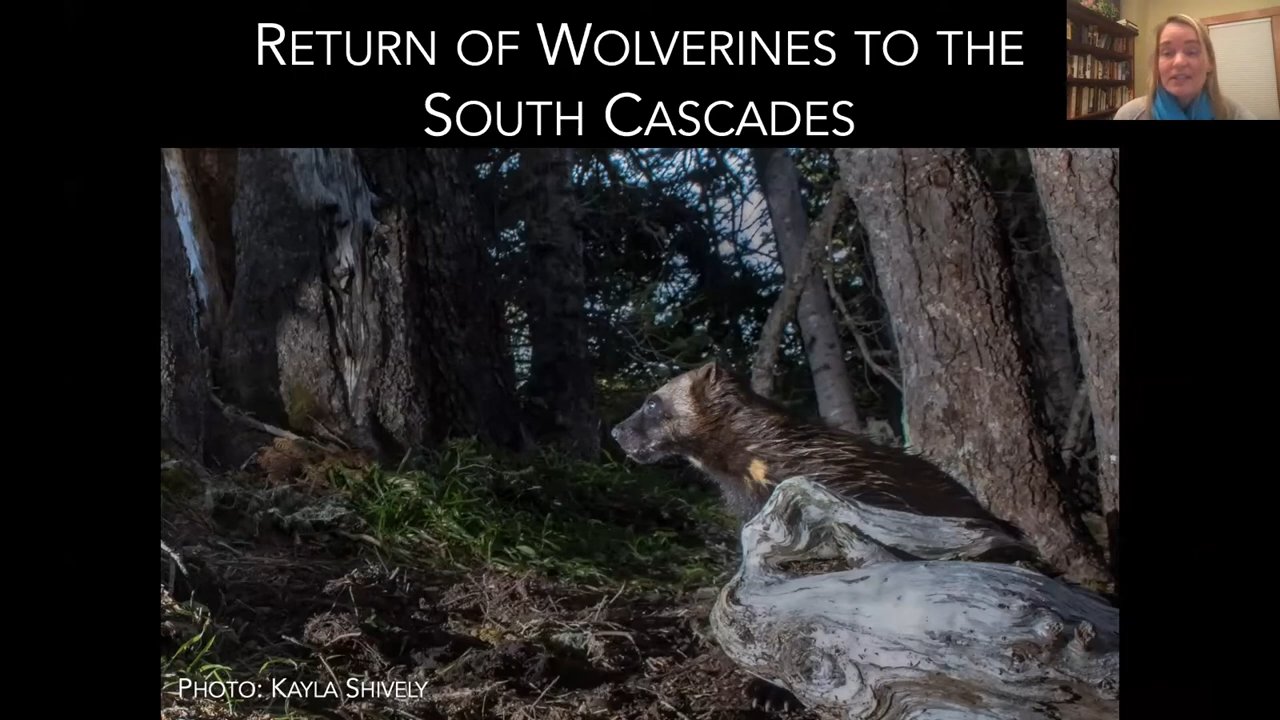 RETURN OF WOLVERINES TO THE
SOUTH CASCADES
PHOTO: KAYLA SHIVELY